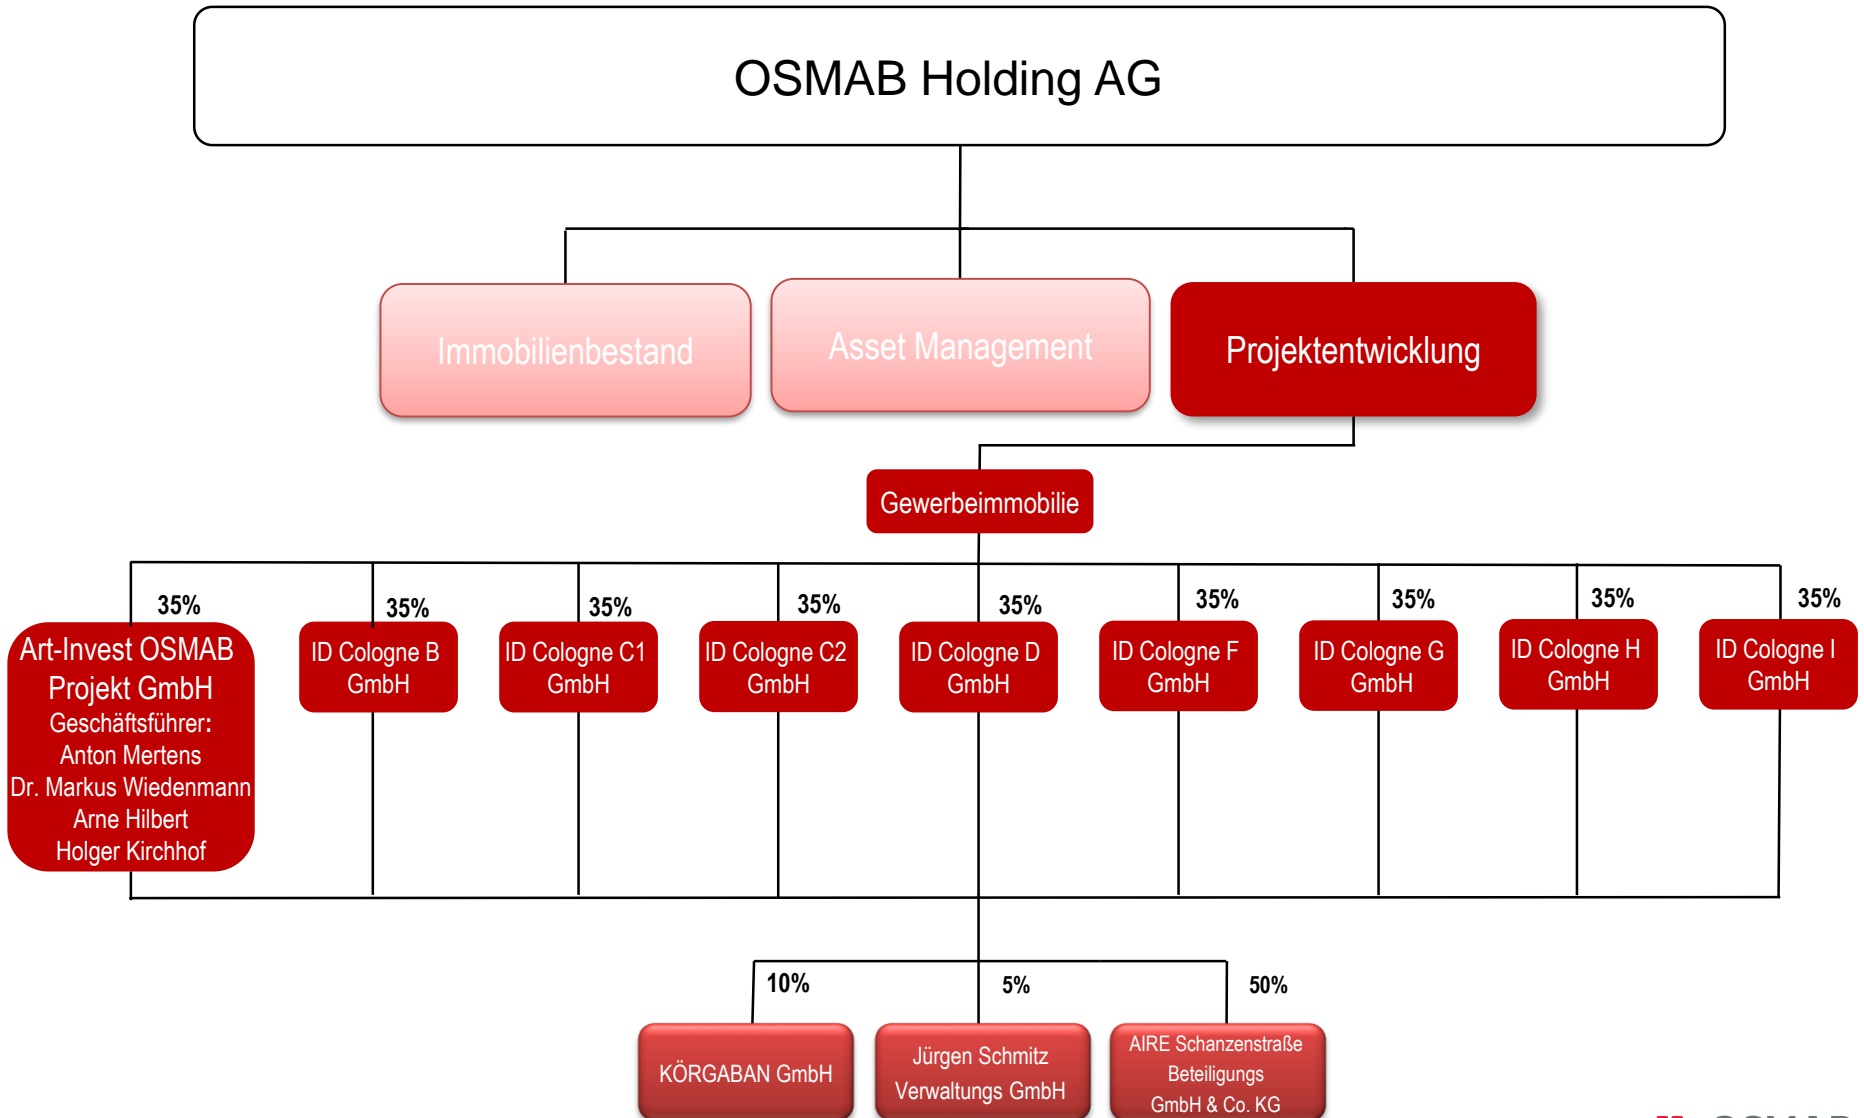 OSMAB Holding AG
Immobilienbestand
Asset Management
Projektentwicklung
Gewerbeimmobilie
35%
35%
35%
35%
35%
35%
35%
35%
35%
Art-Invest OSMAB
Projekt GmbH
Geschäftsführer:
Anton Mertens
Dr. Markus Wiedenmann
Arne Hilbert
Holger Kirchhof
ID Cologne B
GmbH
ID Cologne C1
GmbH
ID Cologne C2
GmbH
ID Cologne D
GmbH
ID Cologne F
GmbH
ID Cologne G
GmbH
ID Cologne H
GmbH
ID Cologne I
GmbH
10%
5%
50%
KÖRGABAN GmbH
Jürgen Schmitz
Verwaltungs GmbH
AIRE Schanzenstraße
Beteiligungs
GmbH & Co. KG
OSMAB